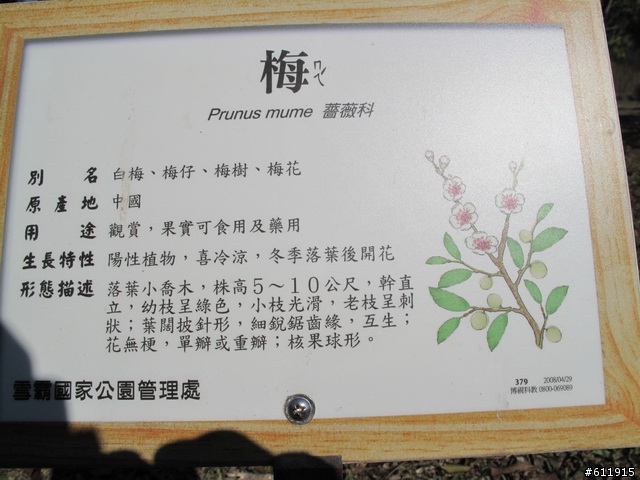 梅ㄇㄟˊ
Prunus mume 薔薇科
別名 白梅、梅仔、梅樹、梅花
原產地 中國
用途 觀賞，果實可食用及藥用
生長特性 陽性植物，喜冷涼，冬季落葉後開花
形態描述 落葉小喬木，株高5～10公尺，幹直
立，幼枝呈綠色，小枝光滑，老枝呈刺
狀；葉闊披針形，細銳鋸齒緣，互生；
花無梗，單瓣或重瓣；核果球形。
雪霸國家公園管理處
379 2008/04/29
博視科教 0800-069089
#611915